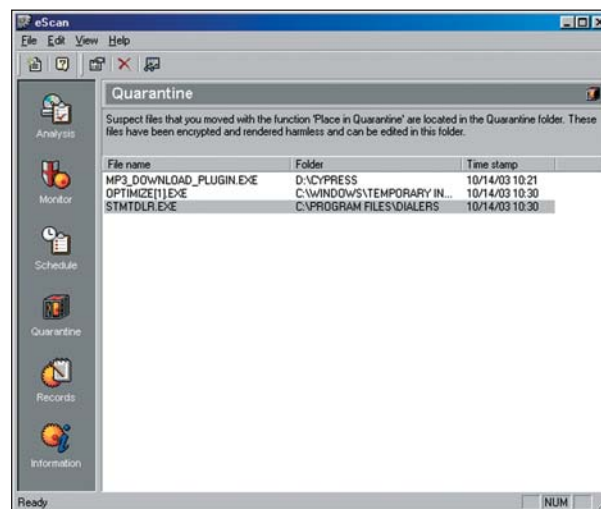 eScan
File Edit View Help
Analysis
Monitor
Schedule
Quarantine
Records
Information
Quarantine
Suspect files that you moved with the function 'Place in Quarantine' are located in the Quarantine folder. These
files have been encrypted and rendered harmless and can be edited in this folder.
File name Folder Time stamp
MP3_DOWNLOAD_PLUGIN.EXE D:\CYPRESS 10/14/03 10:21
OPTIMIZE[1].EXE C:\WINDOWS\TEMPORARY IN... 10/14/03 10:30
STMTDLR.EXE C:\PROGRAM FILES\DIALERS 10/14/03 10:30
Ready NUM